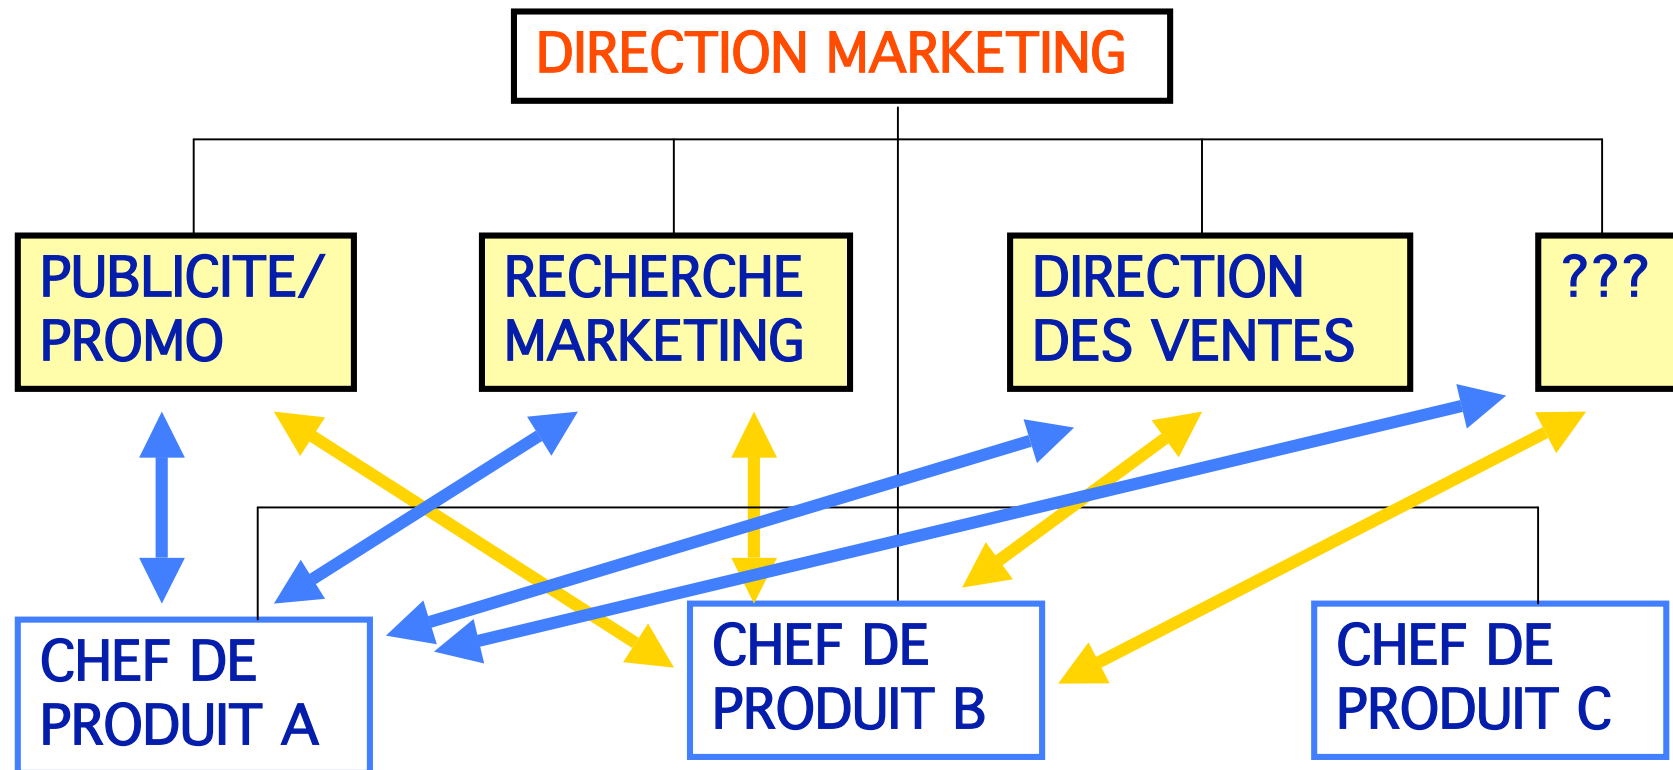 DIRECTION MARKETING
PUBLICITE/
PROMO
RECHERCHE
MARKETING
DIRECTION
DES VENTES
???
CHEF DE
PRODUIT A
CHEF DE
PRODUIT B
CHEF DE
PRODUIT C